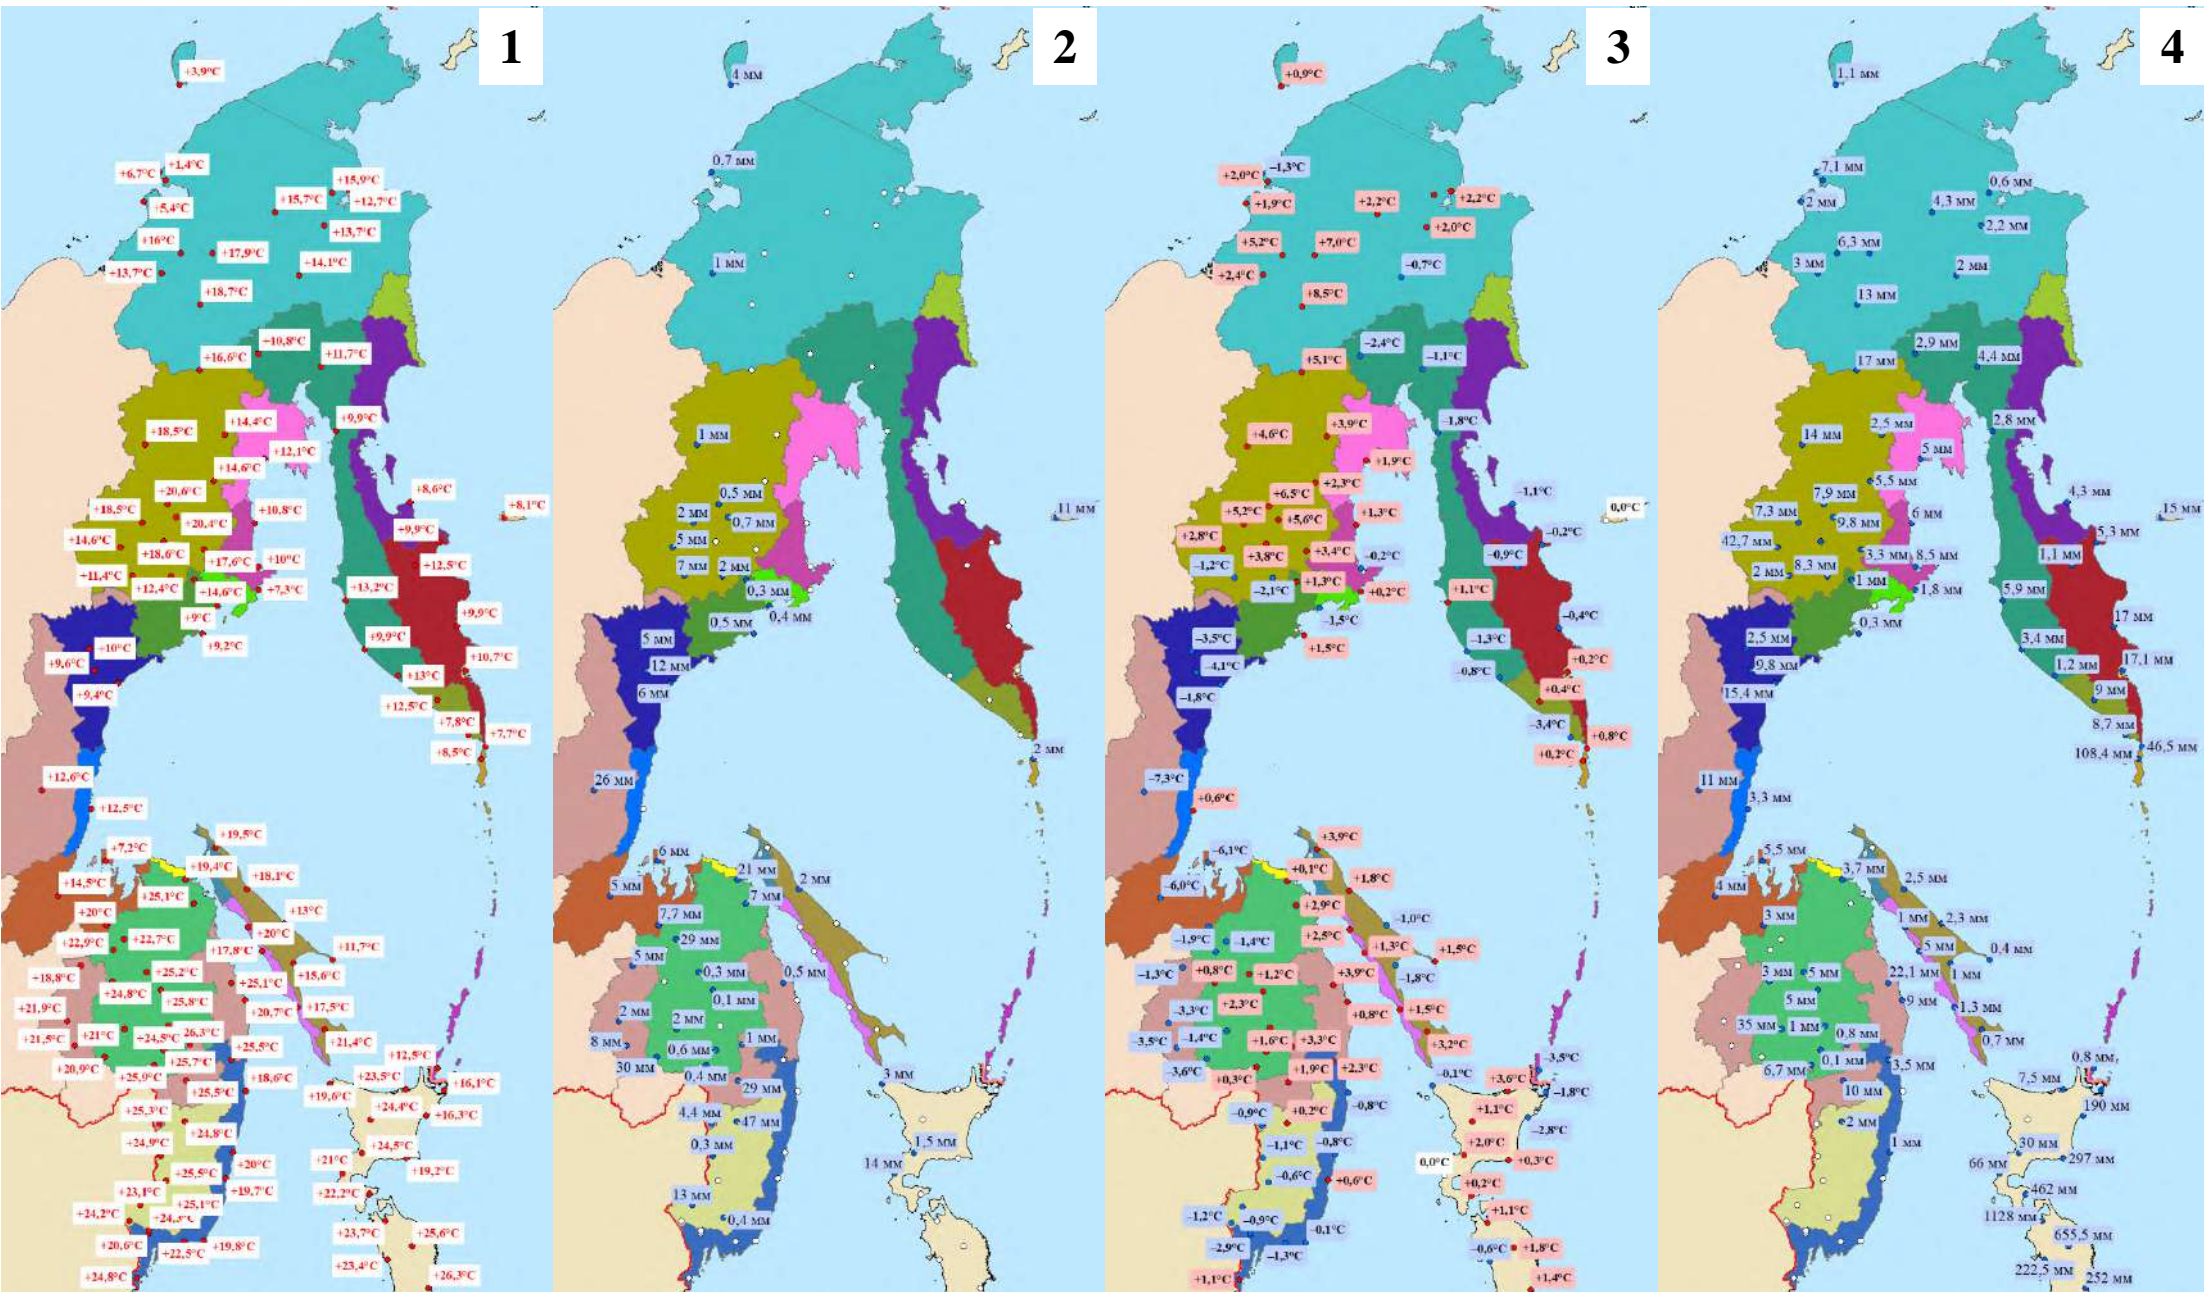 1
+3,9°C
+1,4°C
+6,7°C
+5,4°C
+15,9°C
+15,7°C
+12,7°C
+13,7°C
+16°C
+17,9°C
+13,7°C
+14,1°C
+18,7°C
+10,8°C
+16,6°C
+11,7°C
+14,4°C
+9,9°C
+18,5°C
+12,1°C
+14,6°C
+20,6°C
+8,6°C
+18,5°C
+10,8°C
+8,1°C
+20,4°C
+9,9°C
+14,6°C
+18,6°C
+17,6°C
+10°C
+12,5°C
+11,4°C
+12,4°C
+14,6°C
+7,3°C
+13,2°C
+9°C
+9,9°C
+9,2°C
+9,9°C
+10°C
+9,6°C
+10,7°C
+13°C
+9,4°C
+12,5°C
+7,8°C
+7,7°C
+8,5°C
+12,6°C
+12,5°C
+19,5°C
+7,2°C
+19,4°C
+14,5°C
+25,1°C
+18,1°C
+20°C
+13°C
+20°C
+22,9°C
+22,7°C
+17,8°C
+11,7°C
+18,8°C
+25,2°C
+15,6°C
+24,8°C
+25,1°C
+25,8°C
+21,9°C
+20,7°C
+17,5°C
+21,5°C
+21°C
+24,5°C
26,3°C
+21,4°C
+25,5°C
+20,9°C
+25,7°C
+12,5°C
+25,9°C
+18,6°C
+23,5°C
+16,1°C
+25,5°C
+19,6°C
+25,3°C
+24,4°C
+16,3°C
+24,8°C
+24,9°C
+24,5°C
+20°C
+21°C
+19,2°C
+25,5°C
+23,1°C
+19,7°C
+22,2°C
+25,1°C
+24,2°C
+20,6°C
+22,5°C
+19,8°C
+23,7°C
+25,6°C
+24,8°C
+23,4°C
+26,3°C
2
4 мм
0,7 мм
1 мм
1 мм
0,5 мм
2 мм
0,7 мм
11 мм
5 мм
7 мм
2 мм
0,3 мм
0,4 мм
0,5 мм
5 мм
12 мм
6 мм
2 мм
26 мм
6 мм
21 мм
5 мм
2 мм
7 мм
7,7 мм
29 мм
5 мм
0,3 мм
0,5 мм
0,1 мм
2 мм
2 мм
8 мм
1 мм
0,6 мм
30 мм
0,4 мм
3 мм
29 мм
4,4 мм
47 мм
0,3 мм
1,5 мм
14 мм
13 мм
0,4 мм
3
+0,9°C
–1,3°C
+2,0°C
+1,9°C
+2,2°C
+2,2°C
+2,0°C
+5,2°C
+7,0°C
+2,4°C
–0,7°C
+8,5°C
–2,4°C
+5,1°C
–1,1°C
+3,9°C
–1,8°C
+4,6°C
+1,9°C
+2,3°C
+6,5°C
–1,1°C
+5,2°C
+1,3°C
0,0°C
+5,6°C
–0,2°C
+2,8°C
+3,8°C
+3,4°C
–0,2°C
–0,9°C
–1,2°C
–2,1°C
+1,3°C
+0,2°C
+1,1°C
–1,5°C
–0,4°C
–3,5°C
+1,5°C
–1,3°C
–4,1°C
+0,2°C
–0,8°C
–1,8°C
+0,4°C
–3,4°C
+0,8°C
+0,2°C
–7,3°C
+0,6°C
+3,9°C
–6,1°C
+0,1°C
–6,0°C
+1,8°C
+2,9°C
–1,0°C
–1,9°C
–1,4°C
+2,5°C
+1,3°C
+1,5°C
–1,3°C
+0,8°C
+1,2°C
+3,9°C
–1,8°C
+2,3°C
–3,3°C
+0,8°C
+1,5°C
–3,5°C
–1,4°C
+1,6°C
+3,3°C
+3,2°C
–3,6°C
+0,3°C
+1,9°C
+2,3°C
–3,5°C
–0,1°C
+3,6°C
–1,8°C
–0,9°C
+0,2°C
–0,8°C
+1,1°C
–2,8°C
–1,1°C
–0,8°C
+2,0°C
0,0°C
+0,3°C
–0,6°C
+0,6°C
+0,2°C
–1,2°C
–0,9°C
–0,1°C
+1,1°C
–2,9°C
–1,3°C
–0,6°C
+1,8°C
+1,1°C
+1,4°C
4
1,1 мм
7,1 мм
2 мм
0,6 мм
4,3 мм
2,2 мм
6,3 мм
3 мм
2 мм
13 мм
2,9 мм
17 мм
4,4 мм
2,5 мм
2,8 мм
14 мм
5 мм
5,5 мм
7,9 мм
4,3 мм
7,3 мм
9,8 мм
6 мм
15 мм
5,3 мм
42,7 мм
3,3 мм
8,5 мм
1,1 мм
2 мм
8,3 мм
1 мм
1,8 мм
5,9 мм
0,3 мм
17 мм
2,5 мм
3,4 мм
9,8 мм
1,2 мм
17,1 мм
15,4 мм
9 мм
8,7 мм
46,5 мм
108,4 мм
11 мм
3,3 мм
5,5 мм
3,7 мм
4 мм
2,5 мм
3 мм
1 мм
2,3 мм
5 мм
0,4 мм
3 мм
5 мм
22,1 мм
1 мм
5 мм
9 мм
1,3 мм
35 мм
1 мм
0,8 мм
0,7 мм
0,1 мм
3,5 мм
0,8 мм
6,7 мм
10 мм
7,5 мм
190 мм
2 мм
1 мм
30 мм
66 мм
297 мм
462 мм
1128 мм
655,5 мм
222,5 мм
252 мм